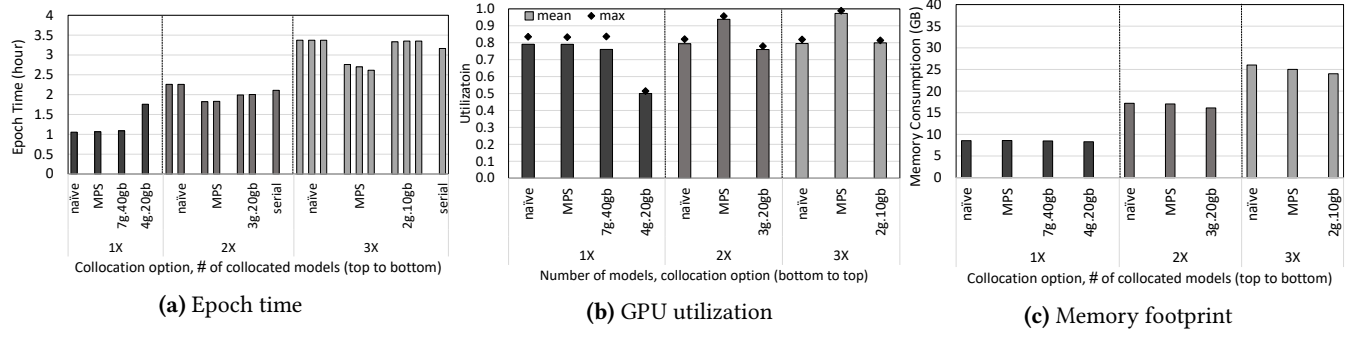 Epoch Time (hour)
4
3.5
3
2.5
2
1.5
1
0.5
0
naïve
MPS
7g.40gb
4g.20gb
naïve
MPS
3g.20gb
serial
naïve
MPS
2g.10gb
serial
1X
2X
3X
Collocation option, # of collocated models (top to bottom)
(a) Epoch time
Utilizatoin
1.0
0.9
0.8
0.7
0.6
0.5
0.4
0.3
0.2
0.1
0.0
mean
max
naïve
MPS
7g.40gb
4g.20gb
naïve
MPS
3g.20gb
naïve
MPS
2g.10gb
1X
2X
3X
Number of models, collocation option (bottom to top)
(b) GPU utilization
Memory Consumptioon (GB)
40
35
30
25
20
15
10
5
0
naïve
MPS
7g.40gb
4g.20gb
naïve
MPS
3g.20gb
naïve
MPS
2g.10gb
1X
2X
3X
Collocation option, # of collocated models (top to bottom)
(c) Memory footprint